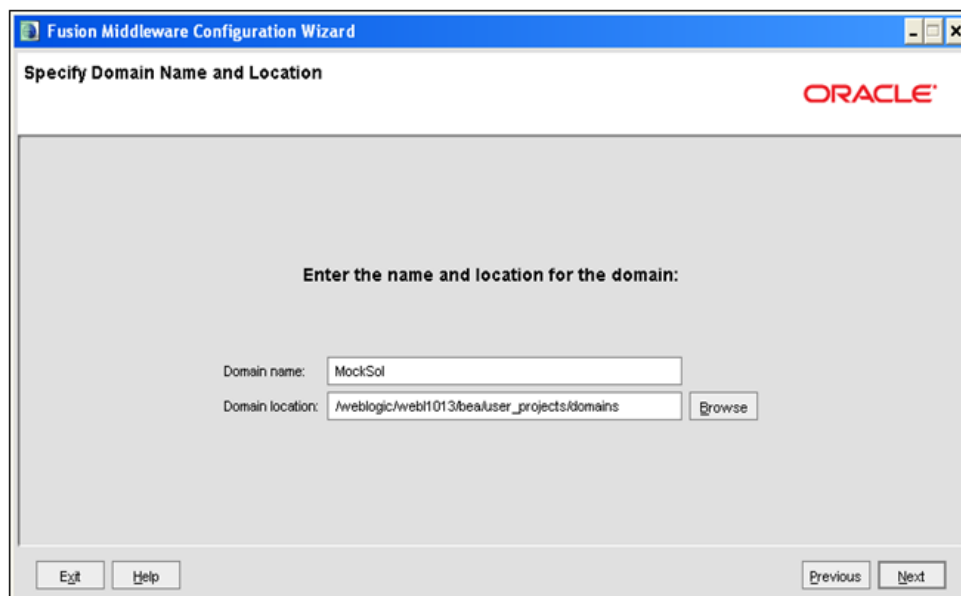 Fusion Middleware Configuration Wizard
Specify Domain Name and Location
ORACLE
Enter the name and location for the domain:
Domain name: MockSol
Domain location: /weblogic/webl1013/bea/user_projects/domains Browse
Exit Help Previous Next